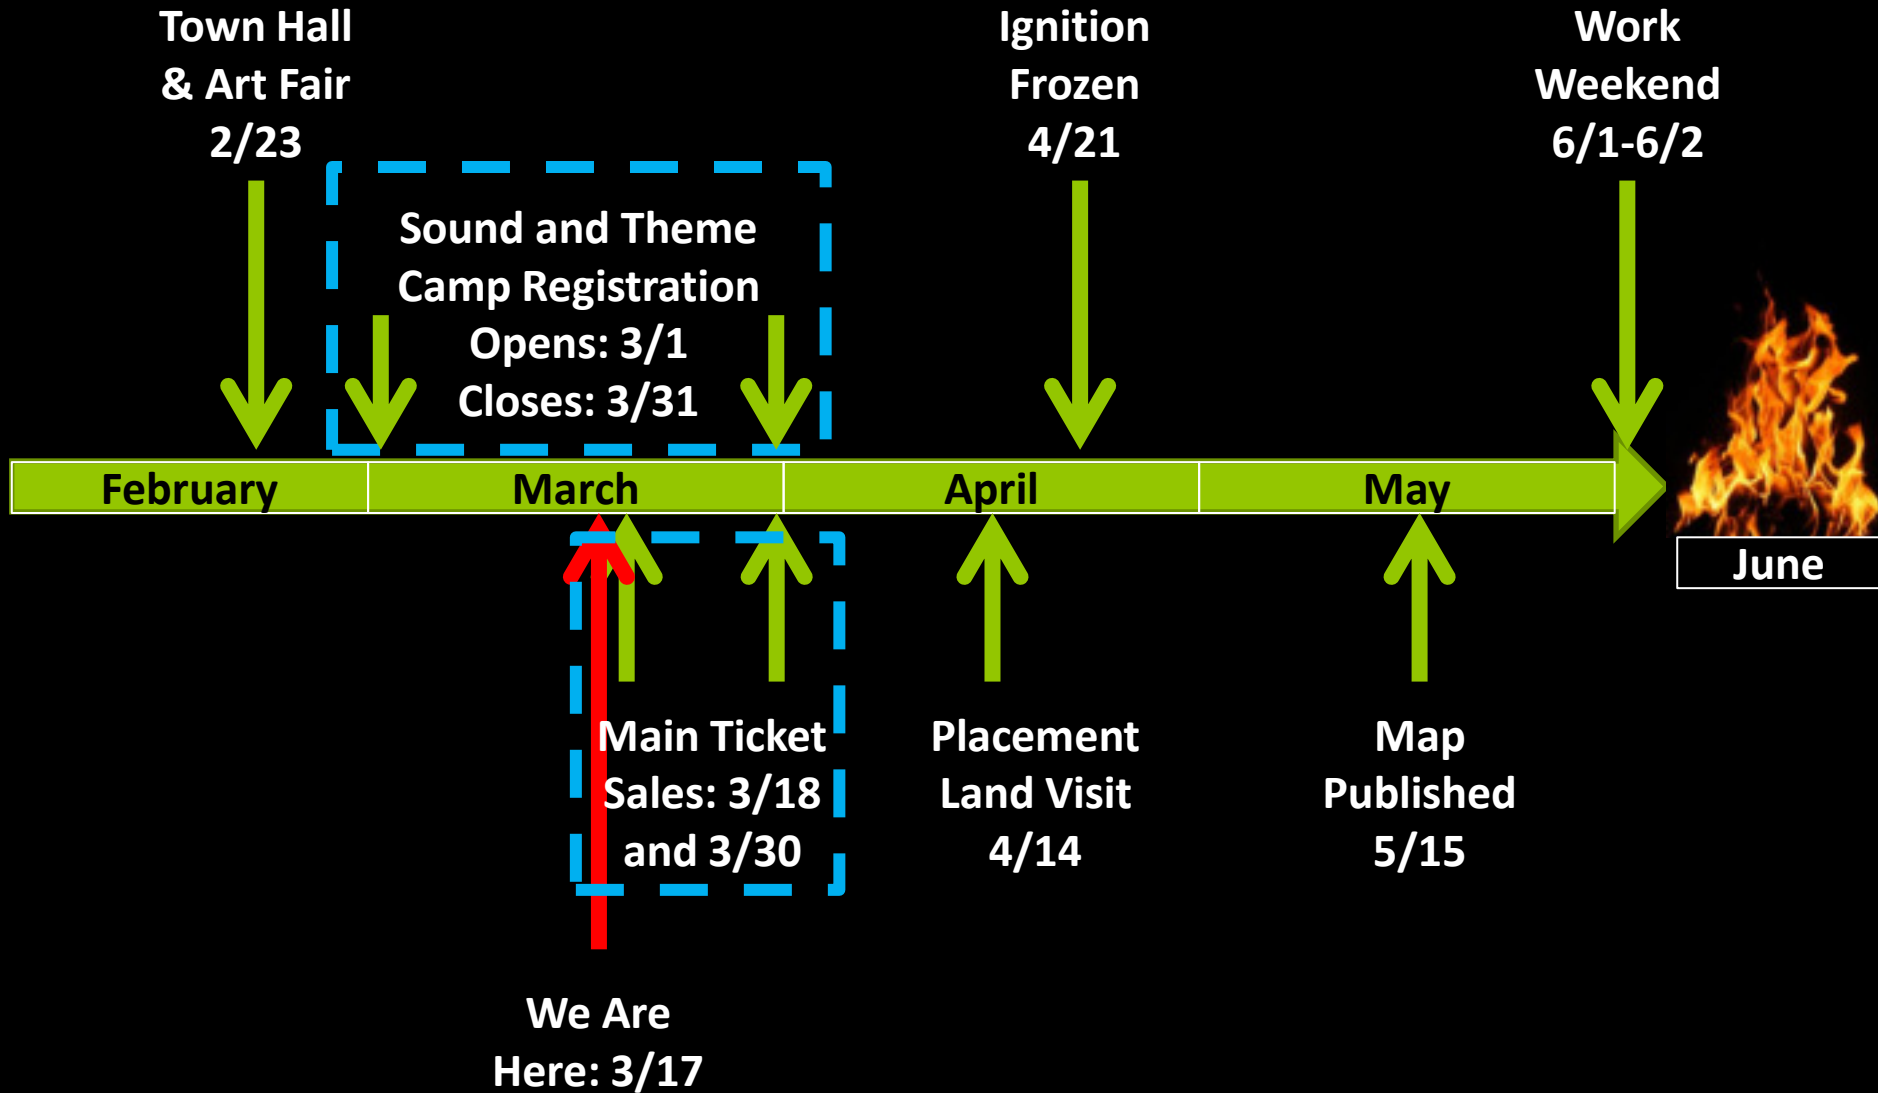 Town Hall
& Art Fair
2/23
Ignition
Frozen
4/21
Work
Weekend
6/1-6/2
Sound and Theme
Camp Registration
Opens: 3/1
Closes: 3/31
February
March
April
May
June
Main Ticket
Sales: 3/18
and 3/30
Placement
Land Visit
4/14
Map
Published
5/15
We Are
Here: 3/17